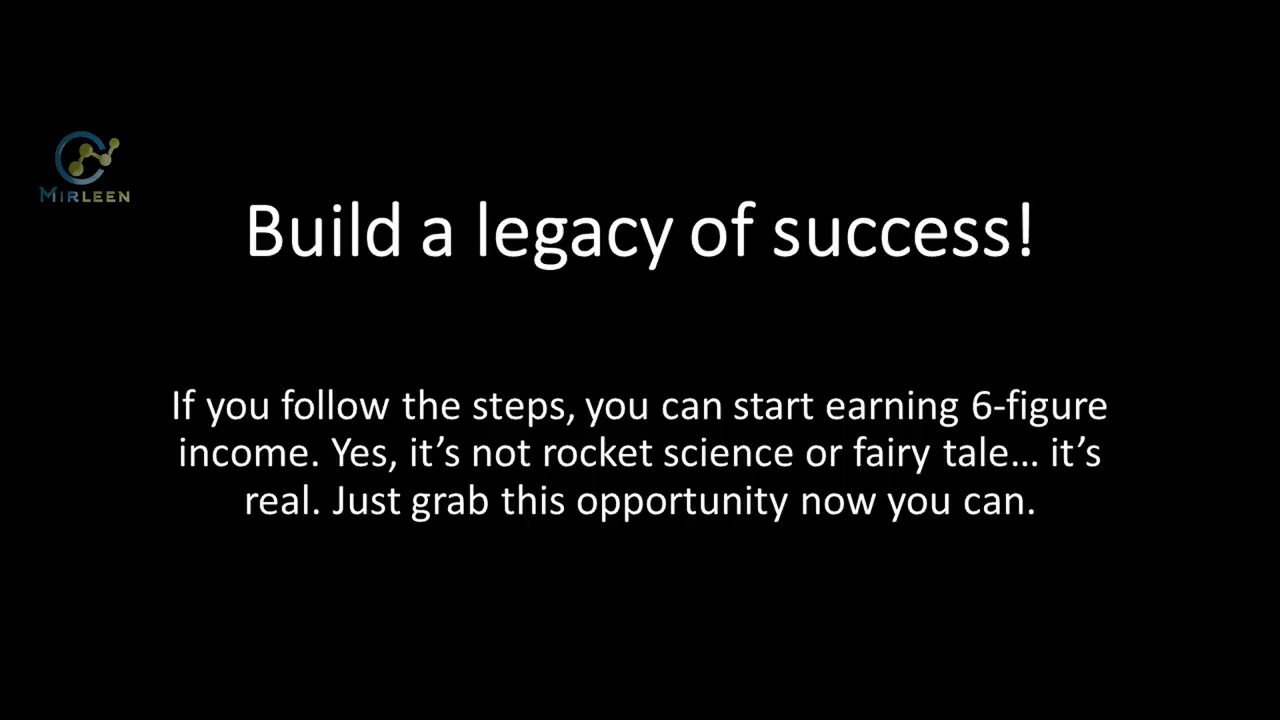 MIRLEEN
Build a legacy of success!
If you follow the steps, you can start earning 6-figure
income. Yes, it’s not rocket science or fairy tale… it’s
real. Just grab this opportunity now you can.